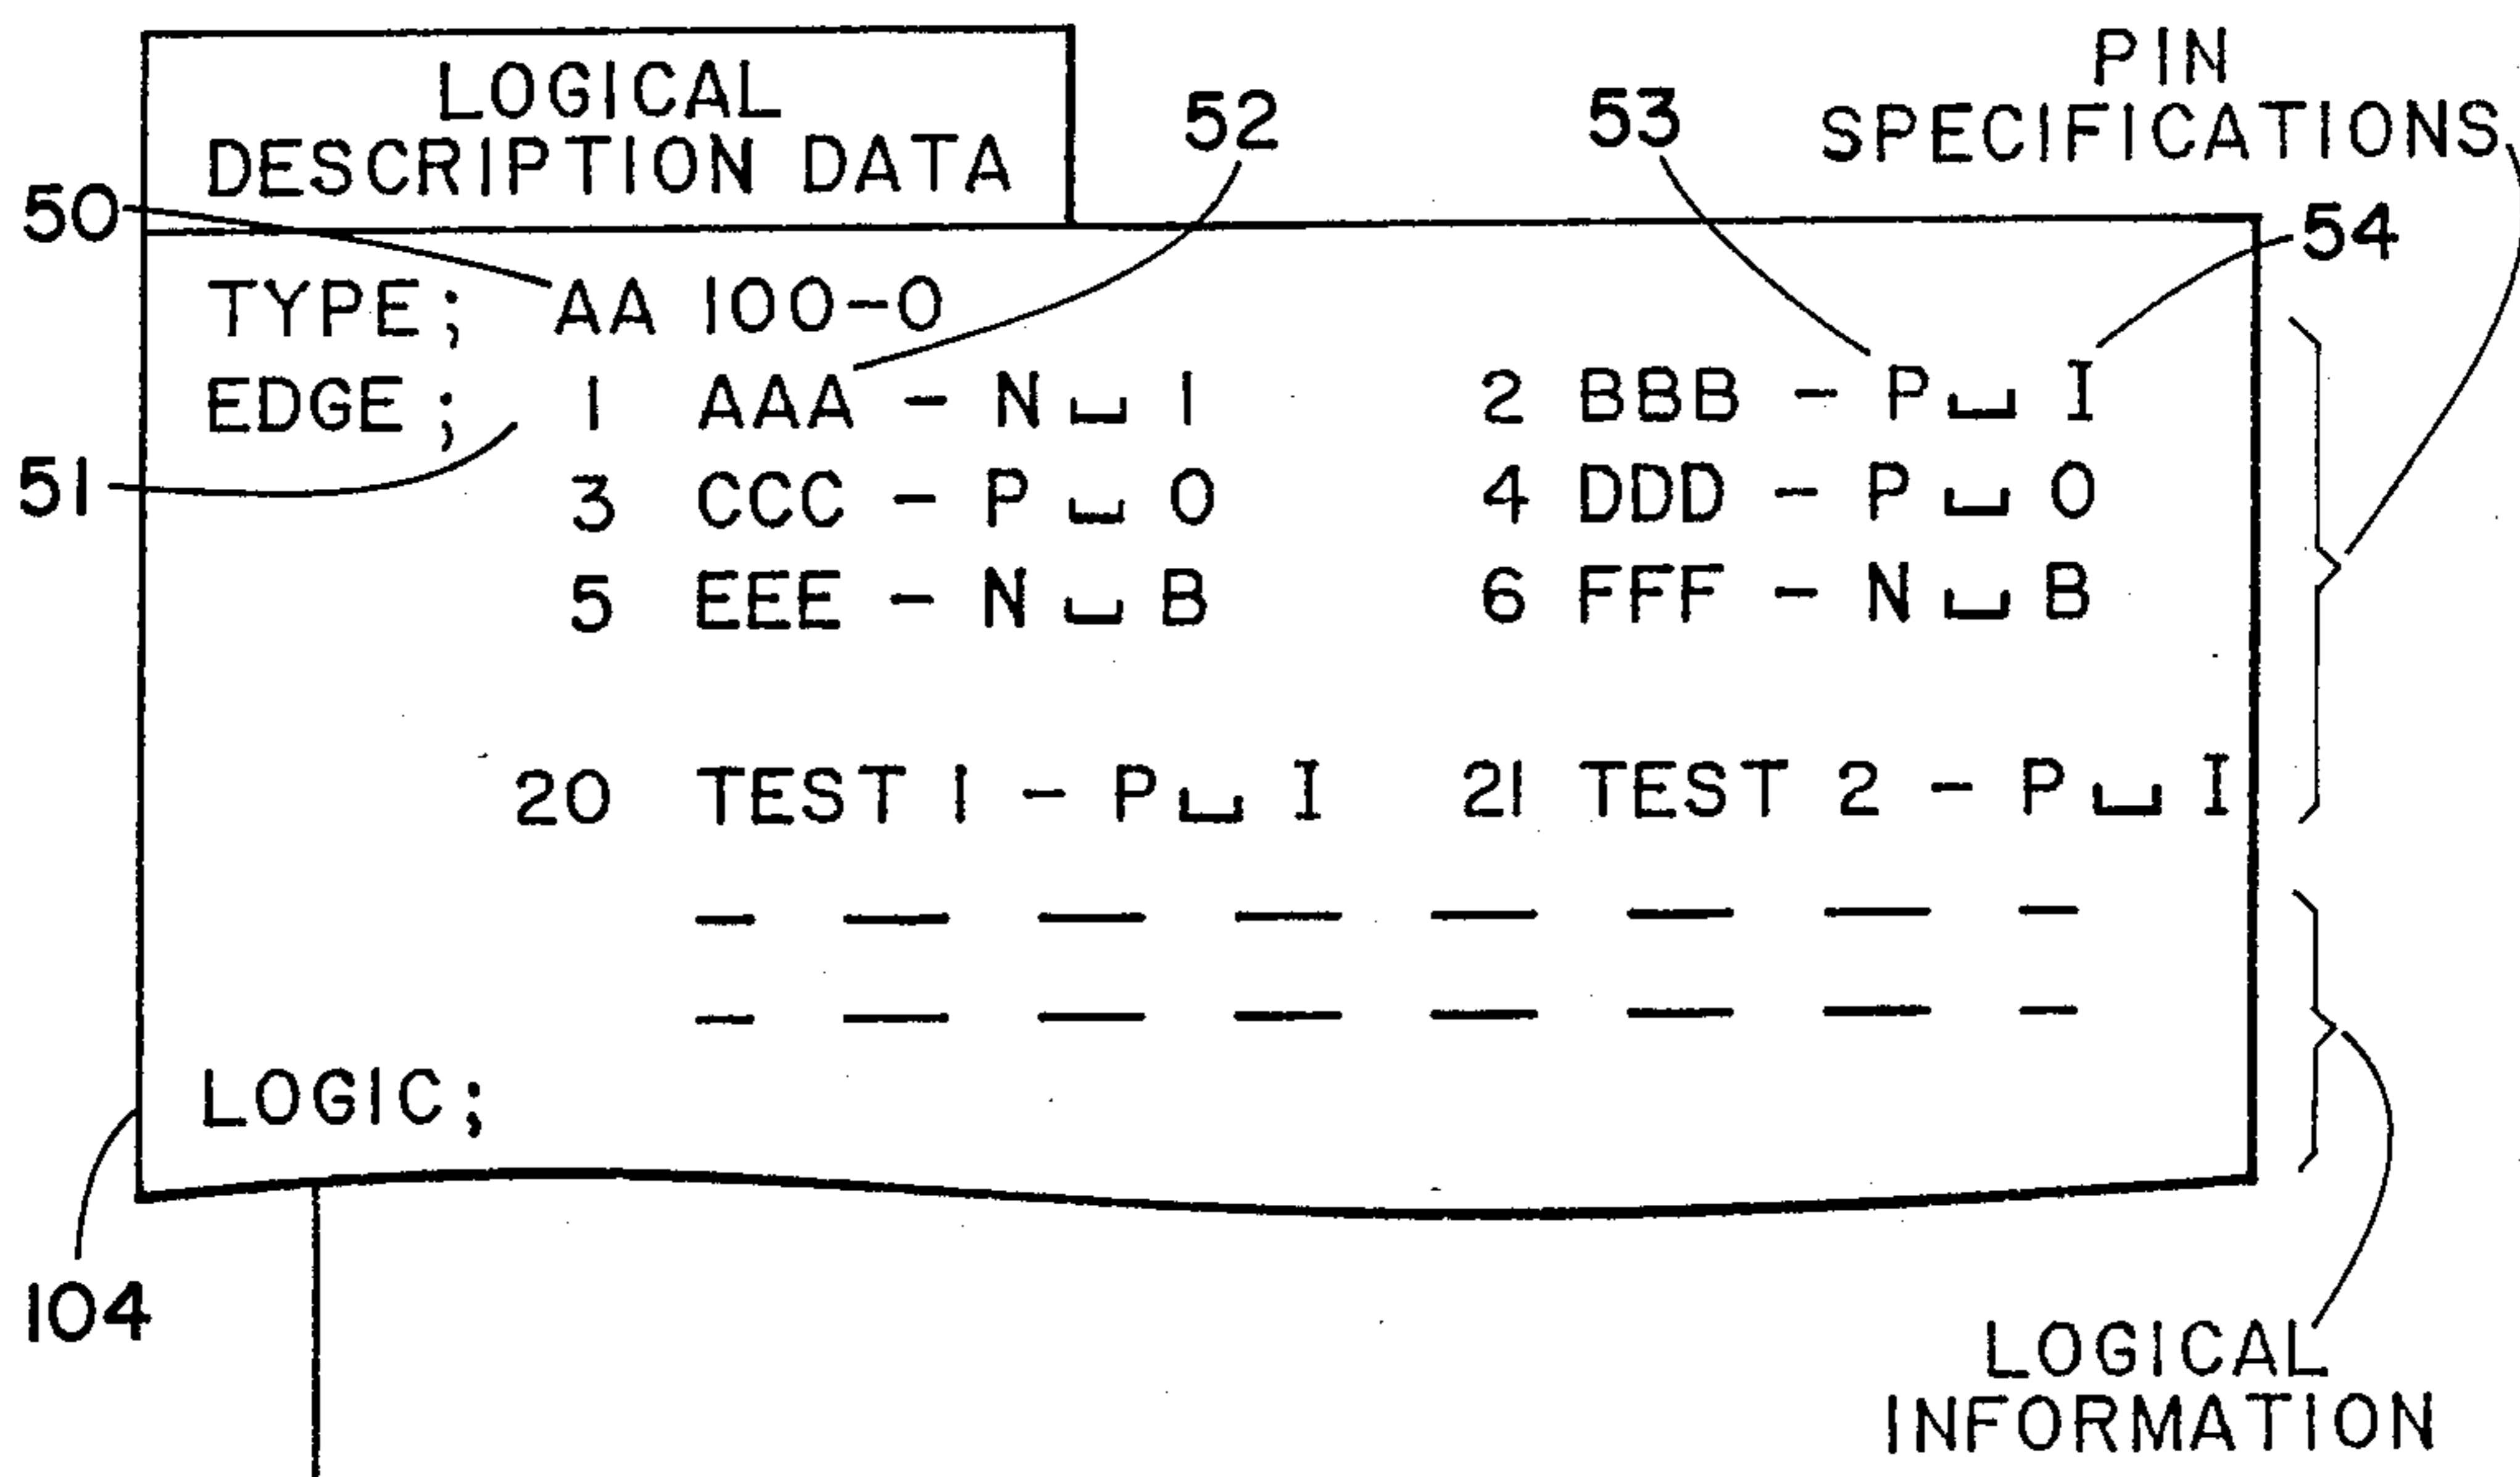 LOGICAL
DESCRIPTION DATA
52
53
PIN
SPECIFICATIONS
50
54
TYPE; AA 100-0
EDGE; 1 AAA - N␣ I 2 BBB - P␣ I
51
3 CCC - P ␣ O 4 DDD - P ␣ O
5 EEE - N ␣ B 6 FFF - N ␣ B
20 TEST 1 - P␣ I 21 TEST 2 - P␣ I
LOGIC;
104
LOGICAL
INFORMATION